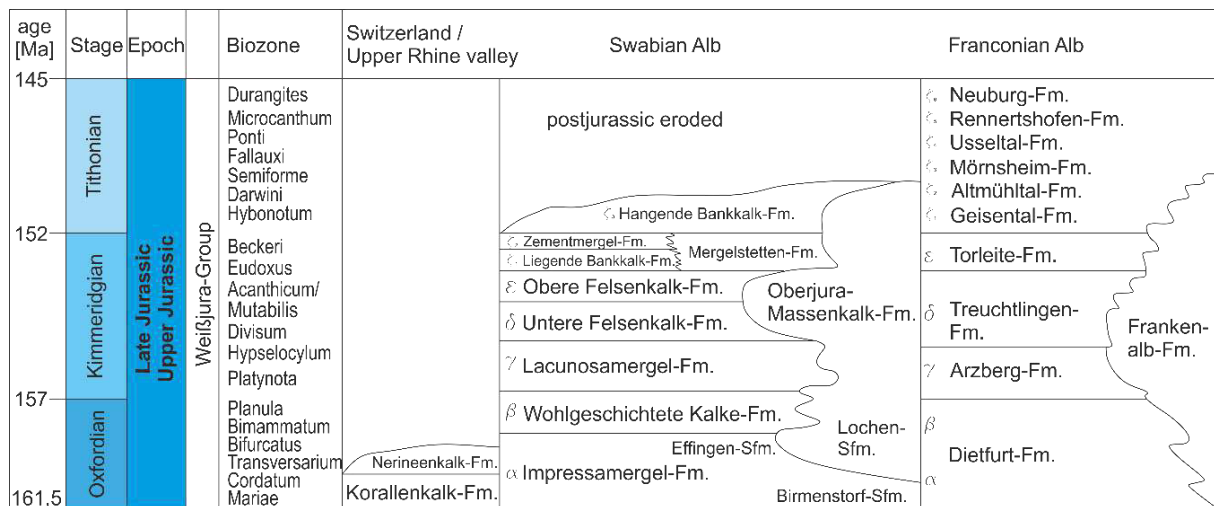 age
[Ma]
Stage
Epoch
Biozone
Switzerland /
Upper Rhine valley
Swabian Alb
Franconian Alb
145
152
157
161.5
Tithonian
Kimmeridgian
Oxfordian
Late Jurassic
Upper Jurassic
Weißjura-Group
Durangites
Microcanthum
Ponti
Fallauxi
Semiforme
Darwini
Hybonotum
Beckeri
Eudoxus
Acanthicum/
Mutabilis
Divisum
Hypselocylum
Platynota
Planula
Bimammatum
Bifurcatus
Transversarium
Cordatum
Mariae
Nerineenkalk-Fm.
Korallenkalk-Fm.
postjurassic eroded
ζ Hangende Bankkalk-Fm.
ζ Zementmergel-Fm.
ζ Liegende Bankkalk-Fm.
Mergelstetten-Fm.
ε Obere Felsenkalk-Fm.
δ Untere Felsenkalk-Fm.
Oberjura-
Massenkalk-Fm.
γ Lacunosamergel-Fm.
β Wohlgeschichtete Kalke-Fm.
Lochen-
Sfm.
Effingen-Sfm.
α Impressamergel-Fm.
Birmenstorf-Sfm.
ζ Neuburg-Fm.
ζ Rennertshofen-Fm.
ζ Usseltal-Fm.
ζ Mörnsheim-Fm.
ζ Altmühltal-Fm.
ζ Geisental-Fm.
ε Torleite-Fm.
δ Treuchtlingen-
Fm.
Franken-
alb-Fm.
γ Arzberg-Fm.
β
Dietfurt-Fm.
α